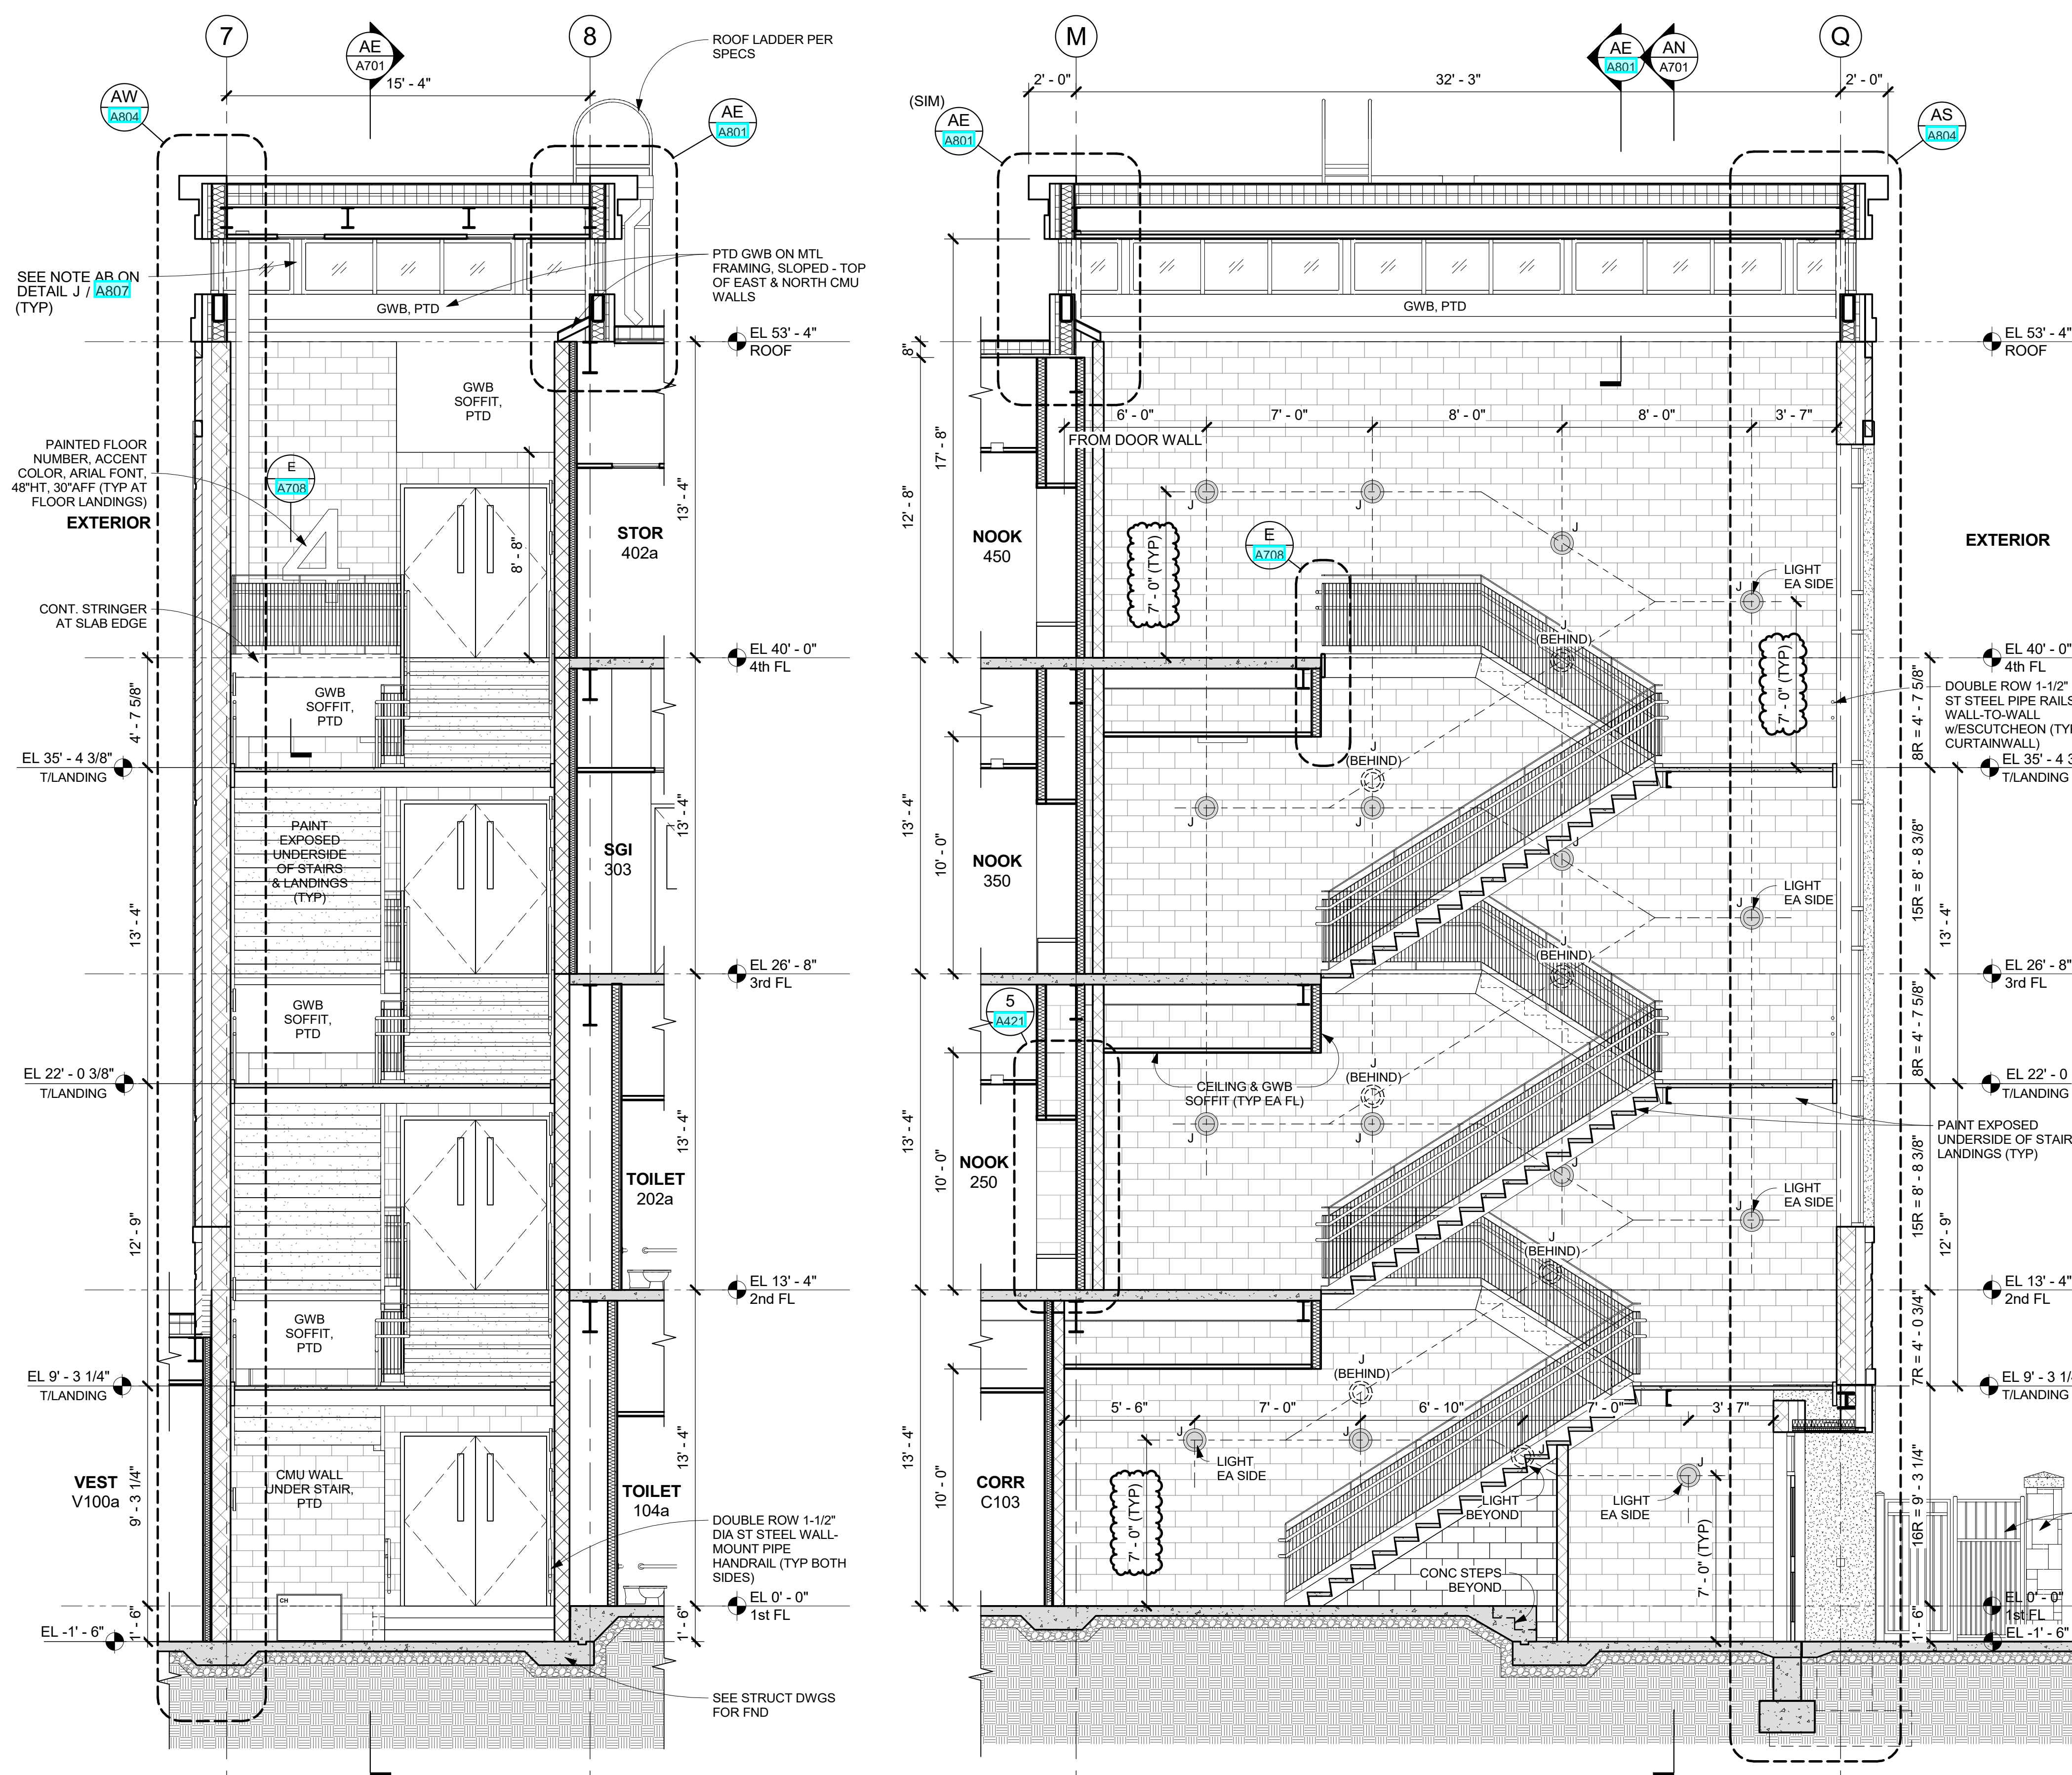 7
AE
A701
8
15' - 4"
ROOF LADDER PER
SPECS
AW
A804
AE
A801
SEE NOTE AB ON
DETAIL J / A807
(TYP)
PTD GWB ON MTL
FRAMING, SLOPED - TOP
OF EAST & NORTH CMU
WALLS
GWB, PTD
EL 53' - 4"
ROOF
GWB
SOFFIT,
PTD
PAINTED FLOOR
NUMBER, ACCENT
COLOR, ARIAL FONT,
48"HT, 30"AFF (TYP AT
FLOOR LANDINGS)
E
A708
EXTERIOR
4
8' - 8"
13' - 4"
STOR
402a
CONT. STRINGER
AT SLAB EDGE
EL 40' - 0"
4th FL
GWB
SOFFIT,
PTD
4' - 7 5/8"
EL 35' - 4 3/8"
T/LANDING
PAINT
EXPOSED
UNDERSIDE
OF STAIRS
& LANDINGS
(TYP)
13' - 4"
SGI
303
13' - 4"
EL 26' - 8"
3rd FL
GWB
SOFFIT,
PTD
EL 22' - 0 3/8"
T/LANDING
13' - 4"
TOILET
202a
12' - 9"
EL 13' - 4"
2nd FL
GWB
SOFFIT,
PTD
EL 9' - 3 1/4"
T/LANDING
13' - 4"
VEST
V100a
9' - 3 1/4"
CMU WALL
UNDER STAIR,
PTD
TOILET
104a
DOUBLE ROW 1-1/2"
DIA ST STEEL WALL-
MOUNT PIPE
HANDRAIL (TYP BOTH
SIDES)
CH
EL 0' - 0"
1st FL
1' - 6"
1' - 6"
EL -1' - 6"
SEE STRUCT DWGS
FOR FND
M
AE
A801
AN
A701
Q
2' - 0"
32' - 3"
2' - 0"
(SIM)
AE
A801
AS
A804
GWB, PTD
8"
EL 53' - 4"
ROOF
6' - 0"
7' - 0"
8' - 0"
8' - 0"
3' - 7"
FROM DOOR WALL
17' - 8"
12' - 8"
J
J
J
NOOK
450
7' - 0" (TYP)
E
A708
EXTERIOR
J
LIGHT
EA SIDE
J
(BEHIND)
7' - 0" (TYP)
EL 40' - 0"
4th FL
DOUBLE ROW 1-1/2"
ST STEEL PIPE RAILS
WALL-TO-WALL
CURTAINWALL)
8R = 4' - 7 5/8"
J
(BEHIND)
T/LANDING
J
J
J
13' - 4"
10' - 0"
NOOK
350
J
LIGHT
EA SIDE
15R = 8' - 8 3/8"
13' - 4"
J
(BEHIND)
EL 26' - 8"
3rd FL
5
A421
8R = 4' - 7 5/8"
J
(BEHIND)
CEILING & GWB
SOFFIT (TYP EA FL)
EL 22' - 0
T/LANDING
J
J
J
PAINT EXPOSED
UNDERSIDE OF STAIR
LANDINGS (TYP)
13' - 4"
10' - 0"
NOOK
250
J
LIGHT
EA SIDE
15R = 8' - 8 3/8"
12' - 9"
J
(BEHIND)
EL 13' - 4"
2nd FL
7R = 4' - 0 3/4"
J
(BEHIND)
T/LANDING
5' - 6"
7' - 0"
6' - 10"
7' - 0"
3' - 7"
J
LIGHT
EA SIDE
J
J
J
13' - 4"
10' - 0"
CORR
C103
7' - 0" (TYP)
LIGHT
BEYOND
LIGHT
EA SIDE
7' - 0" (TYP)
16R = 9' - 3 1/4"
CONC STEPS
BEYOND
EL 0' - 0"
1st FL
1' - 6"
EL -1' - 6"